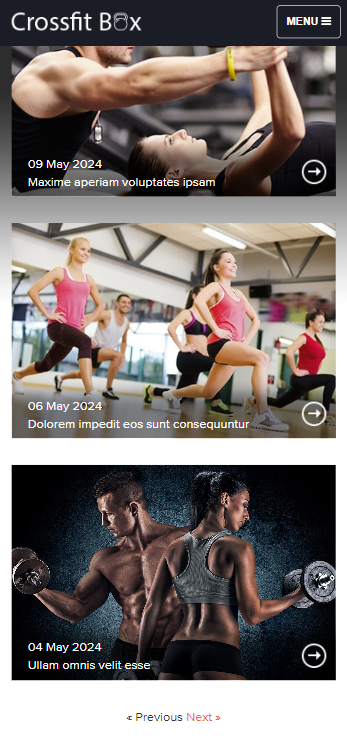 Crossfit Box
MENU ☰
09 May 2024
Maxime aperiam voluptates ipsam
06 May 2024
Dolorem impedit eos sunt consequuntur
04 May 2024
Ullam omnis velit esse
« Previous Next »